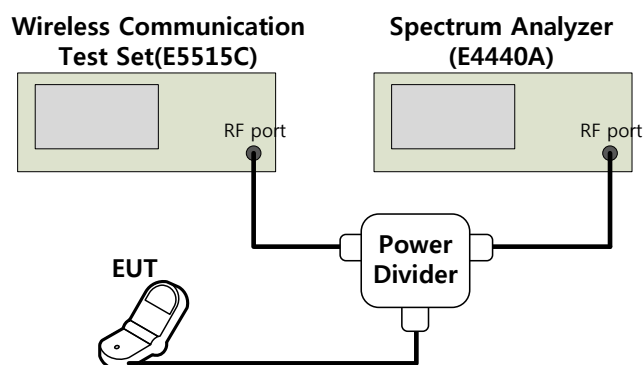 Wireless Communication
Test Set(E5515C)
Spectrum Analyzer
(E4440A)
RF port
RF port
Power
Divider
EUT